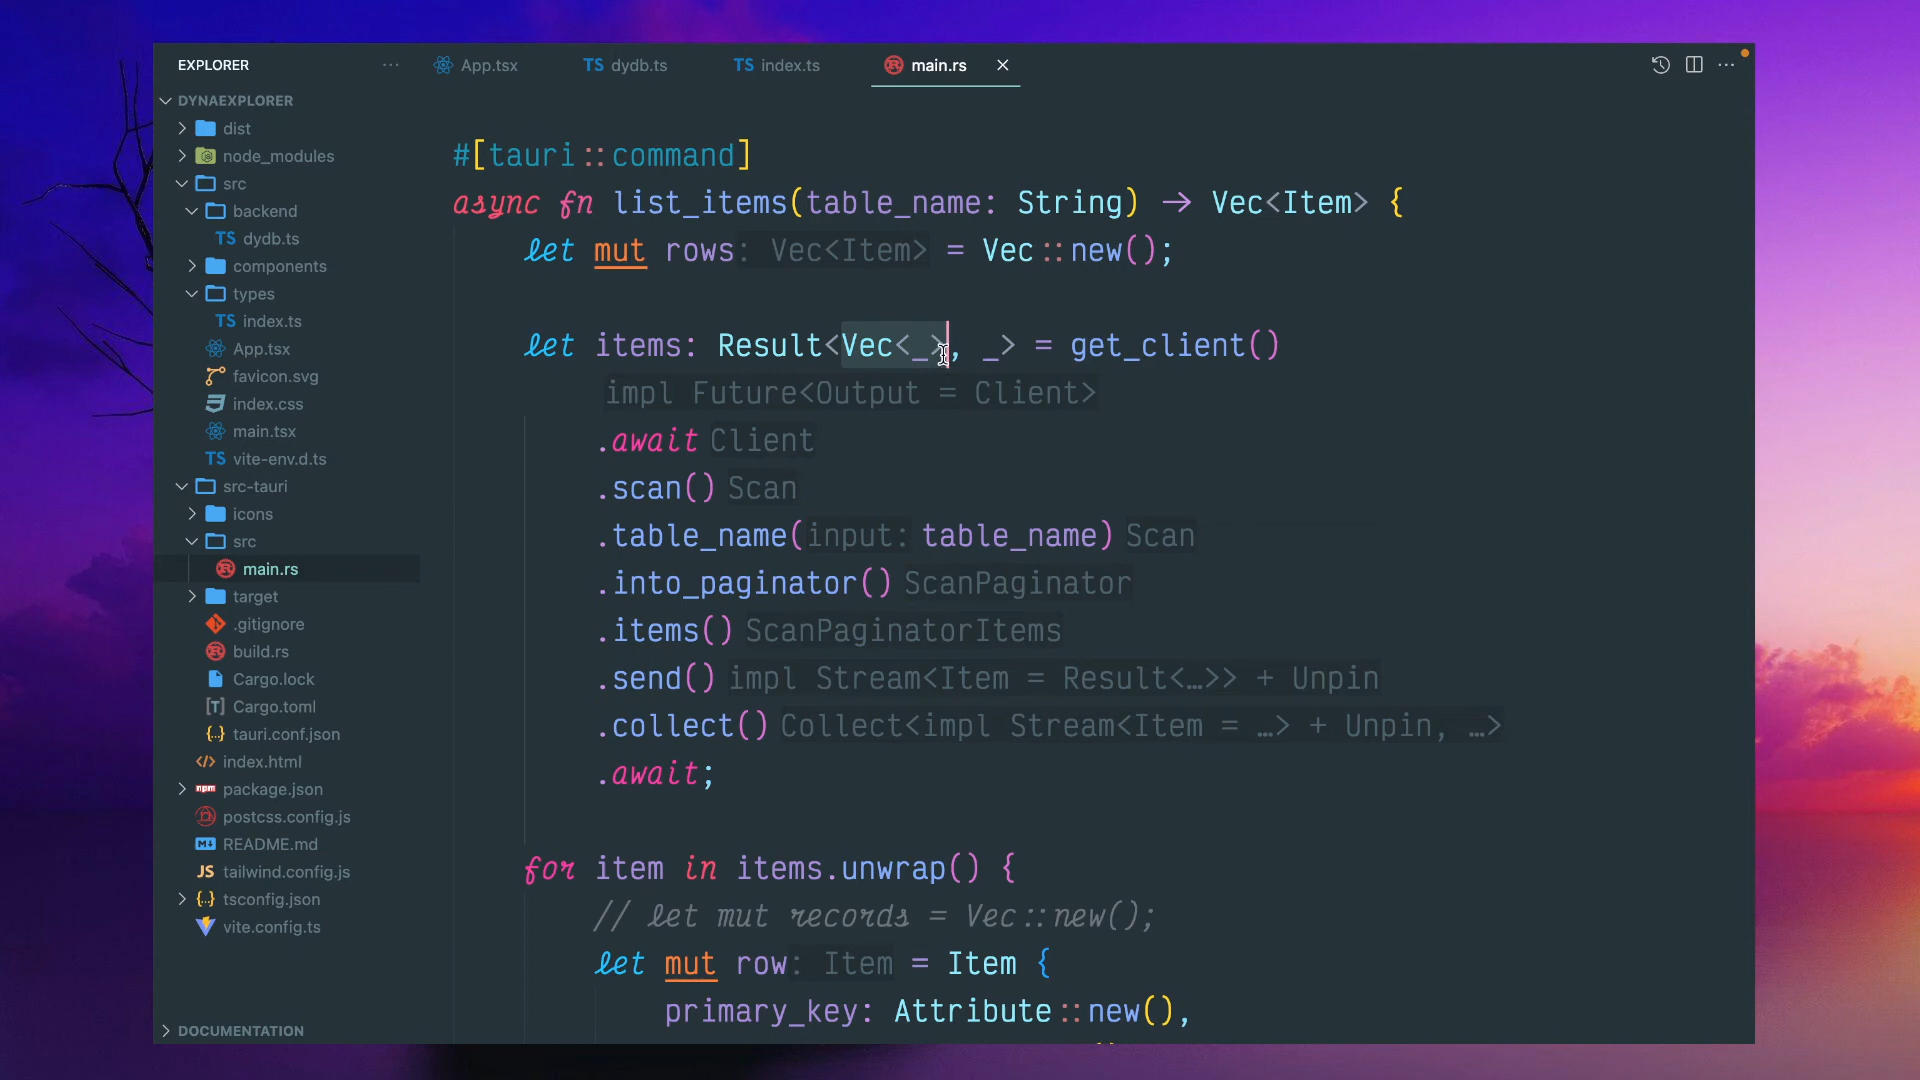 EXPLORER
App.tsx
TS dydb.ts
TS index.ts
main.rs
DYNAEXPLORER
dist
node_modules
src
backend
TS dydb.ts
components
types
TS index.ts
App.tsx
favicon.svg
index.css
main.tsx
TS vite-env.d.ts
src-tauri
icons
src
main.rs
target
.gitignore
build.rs
Cargo.lock
[T] Cargo.toml
{..} tauri.conf.json
</> index.html
npm package.json
postcss.config.js
M README.md
JS tailwind.config.js
{..} tsconfig.json
vite.config.ts
DOCUMENTATION
#[tauri::command]
async fn list_items(table_name: String) → Vec<Item> {
let mut rows: Vec<Item> = Vec::new();
let items: Result<Vec<_>, _> = get_client()
impl Future<Output = Client>
.await Client
.scan() Scan
.table_name(input: table_name) Scan
.into_paginator() ScanPaginator
.items() ScanPaginatorItems
.send() impl Stream<Item = Result<…>> + Unpin
.collect() Collect<impl Stream<Item = …> + Unpin, …>
.await;
for item in items.unwrap() {
// let mut records = Vec::new();
let mut row: Item = Item {
primary_key: Attribute::new(),